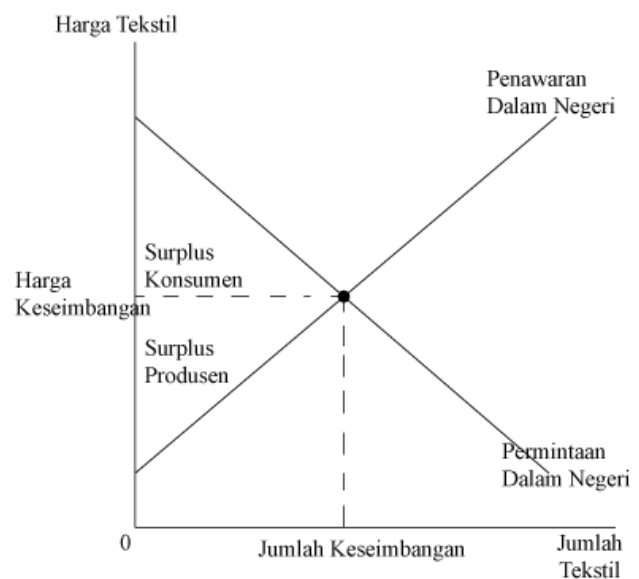 Harga Tekstil
Penawaran
Dalam Negeri
Surplus
Konsumen
Harga
Keseimbangan
Surplus
Produsen
Permintaan
Dalam Negeri
0
Jumlah Keseimbangan
Jumlah
Tekstil